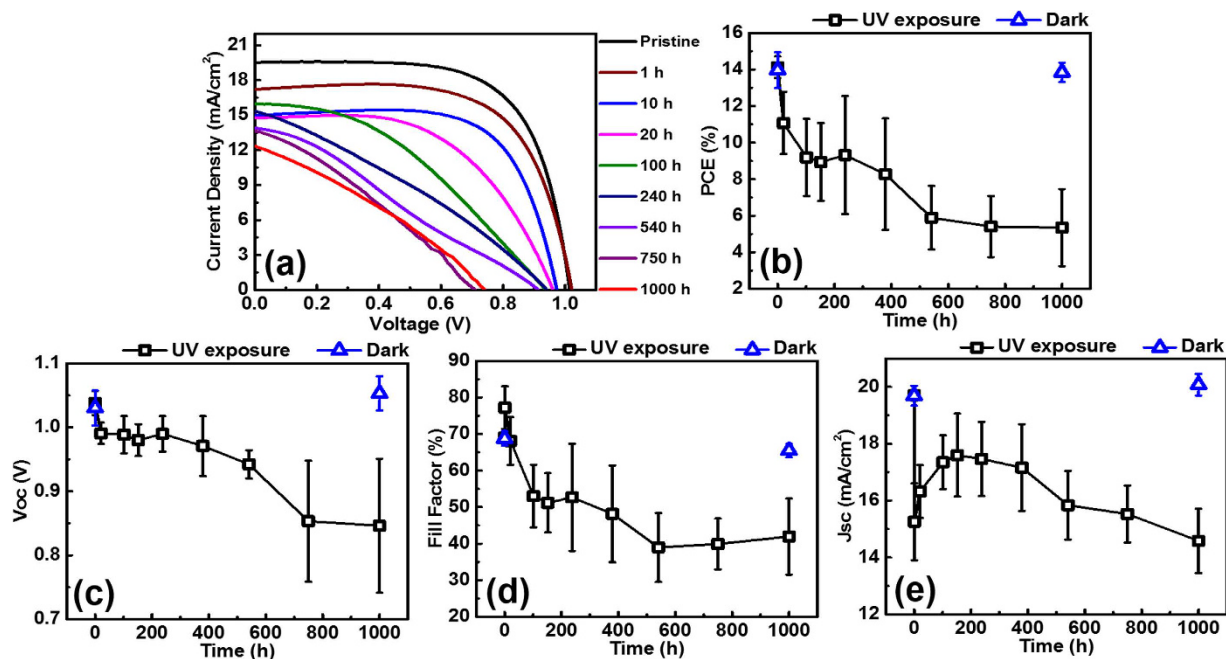 21
18
15
12
9
6
3
0
Current Density (mA/cm²)
0.0 0.2 0.4 0.6 0.8 1.0
Voltage (V)
(a)
Pristine
1 h
10 h
20 h
100 h
240 h
540 h
750 h
1000 h
UV exposure Dark
16
14
12
10
8
6
4
2
PCE (%)
(b)
0 200 400 600 800 1000
Time (h)
UV exposure Dark
1.1
1.0
0.9
0.8
0.7
Voc (V)
(c)
0 200 400 600 800 1000
Time (h)
UV exposure Dark
90
80
70
60
50
40
30
20
Fill Factor (%)
(d)
0 200 400 600 800 1000
Time (h)
UV exposure Dark
20
18
16
14
12
Jsc (mA/cm²)
(e)
0 200 400 600 800 1000
Time (h)